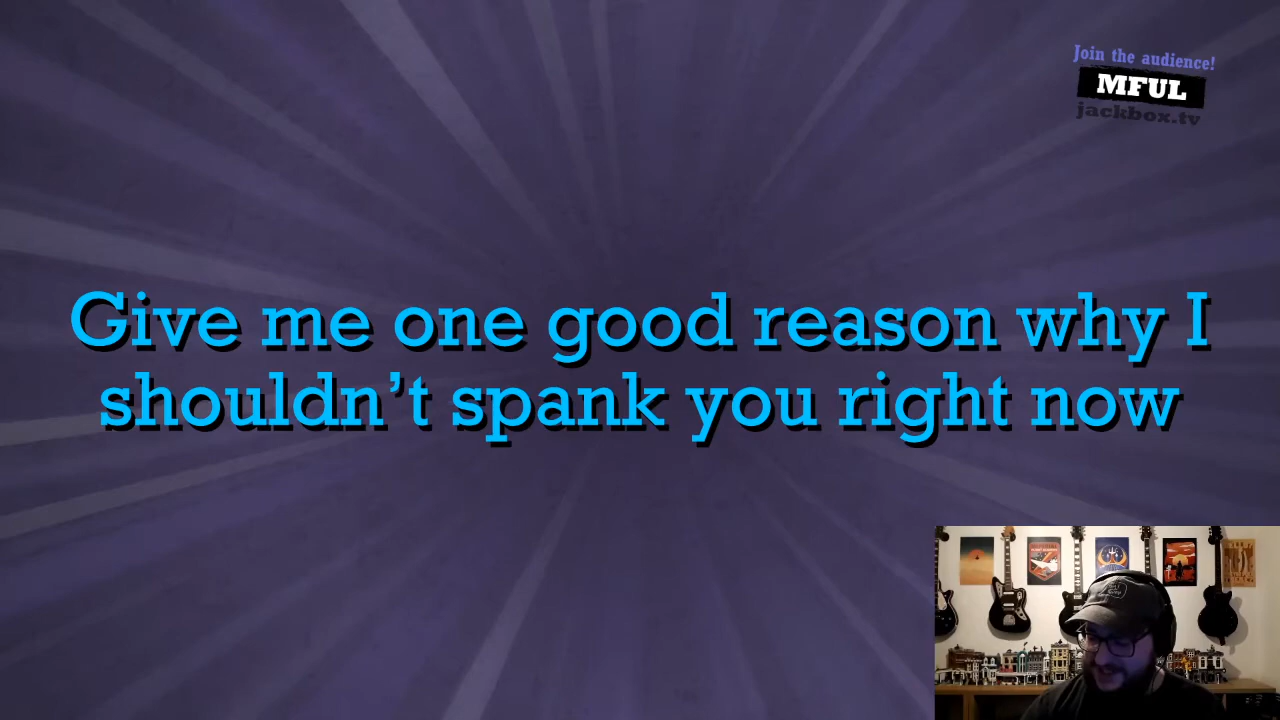 Join the audience!
MFUL
jackbox.tv
Give me one good reason why I
shouldn’t spank you right now